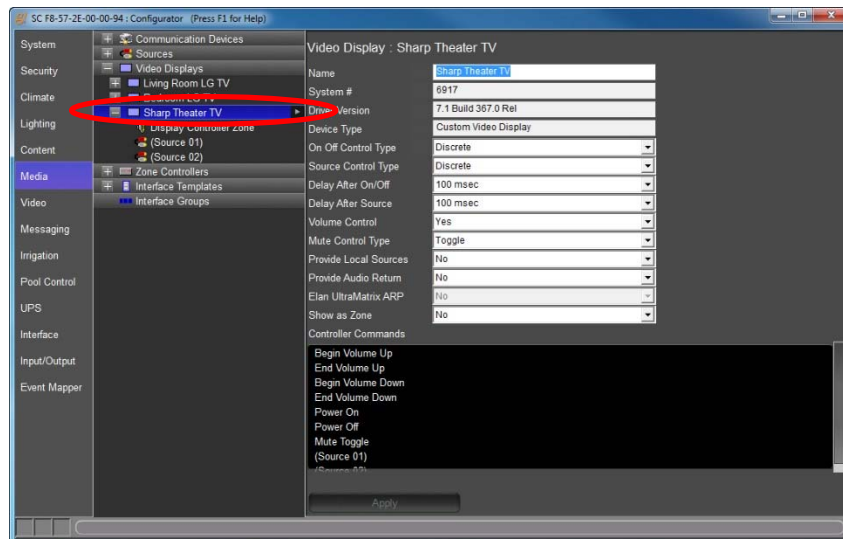 SC F8-57-2E-00-00-94 : Configurator (Press F1 for Help)
System
Security
Climate
Lighting
Content
Media
Video
Messaging
Irrigation
Pool Control
UPS
Interface
Input/Output
Event Mapper
Communication Devices
Sources
Video Displays
Living Room LG TV
Bedroom LG TV
Sharp Theater TV
Display Controller Zone
(Source 01)
(Source 02)
Zone Controllers
Interface Templates
Interface Groups
Video Display : Sharp Theater TV
Name Sharp Theater TV
System # 6917
Driver Version 7.1 Build 367.0 Rel
Device Type Custom Video Display
On Off Control Type Discrete
Source Control Type Discrete
Delay After On/Off 100 msec
Delay After Source 100 msec
Volume Control Yes
Mute Control Type Toggle
Provide Local Sources No
Provide Audio Return No
Elan UltraMatrix ARP No
Show as Zone No
Controller Commands
Begin Volume Up
End Volume Up
Begin Volume Down
End Volume Down
Power On
Power Off
Mute Toggle
(Source 01)
(Source 02)
Apply